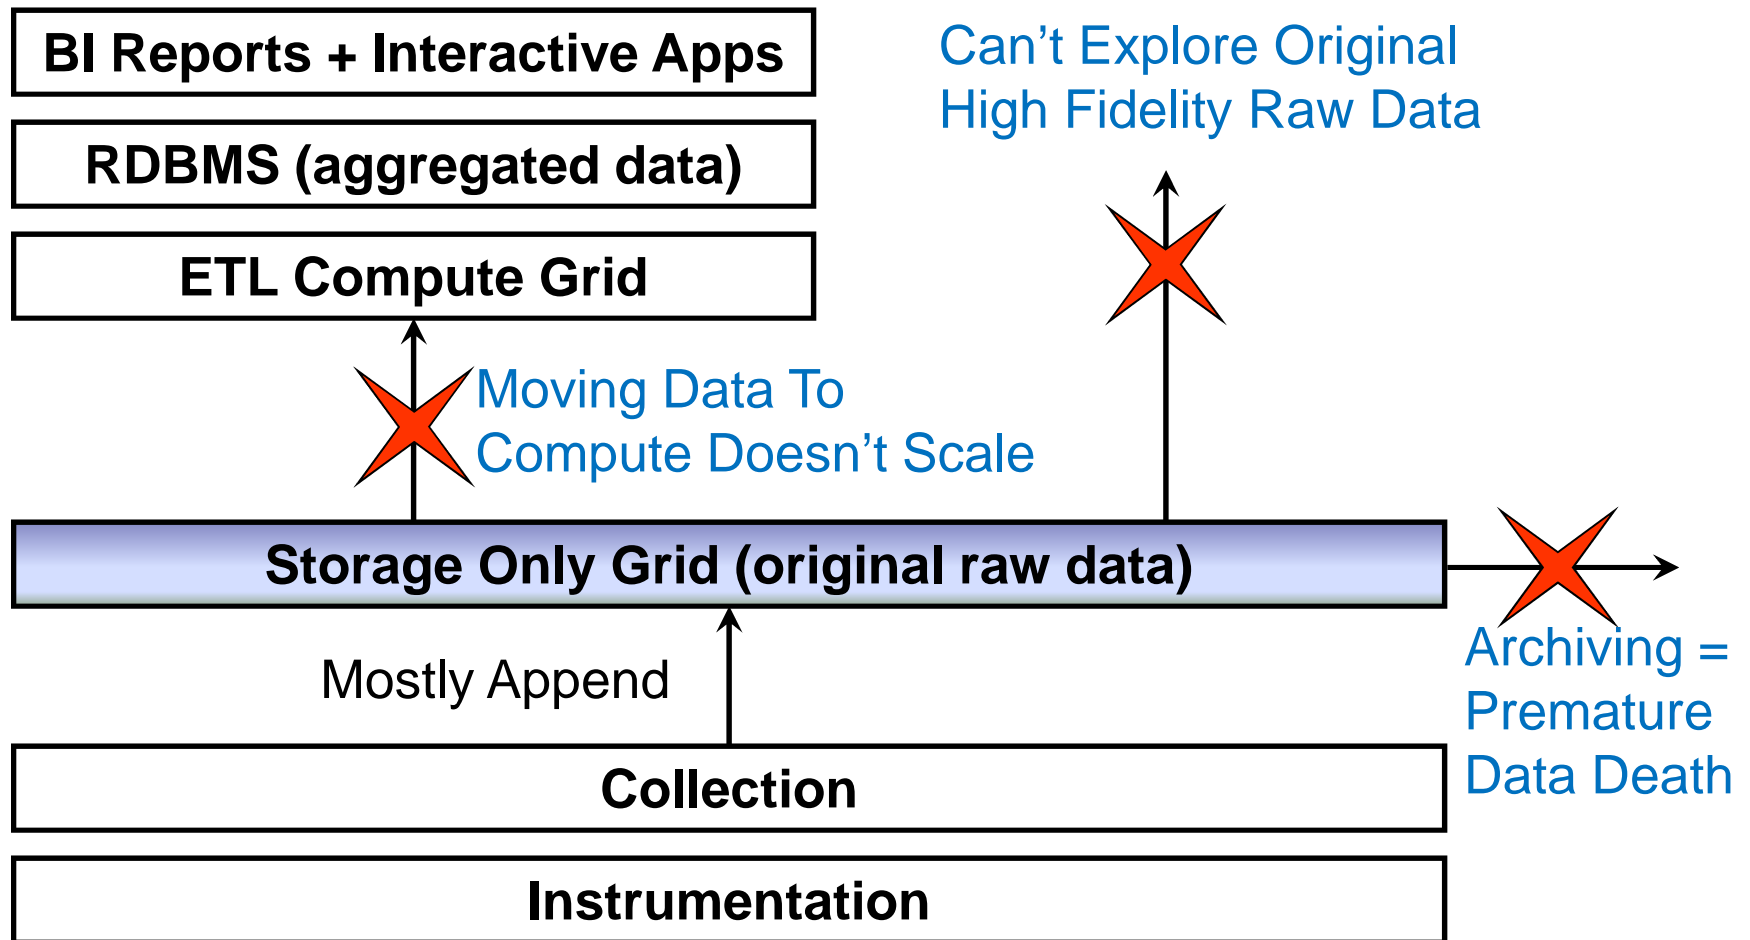 BI Reports + Interactive Apps
RDBMS (aggregated data)
ETL Compute Grid
Can’t Explore Original
High Fidelity Raw Data
Moving Data To
Compute Doesn’t Scale
Storage Only Grid (original raw data)
Archiving =
Premature
Data Death
Mostly Append
Collection
Instrumentation